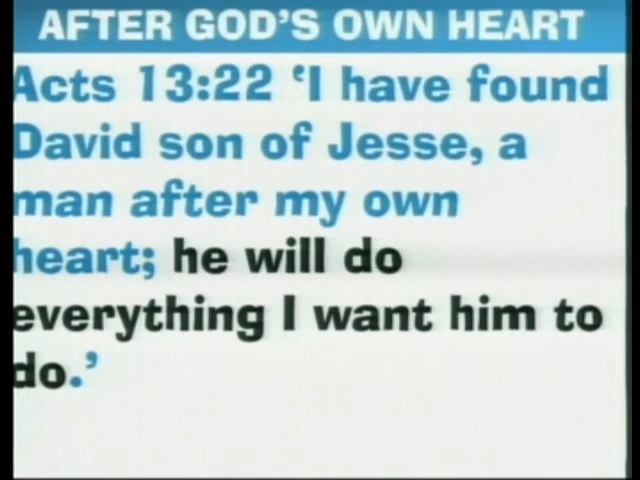 AFTER GOD'S OWN HEART
Acts 13:22 ‘I have found
David son of Jesse, a
man after my own
heart; he will do
everything I want him to
do.’